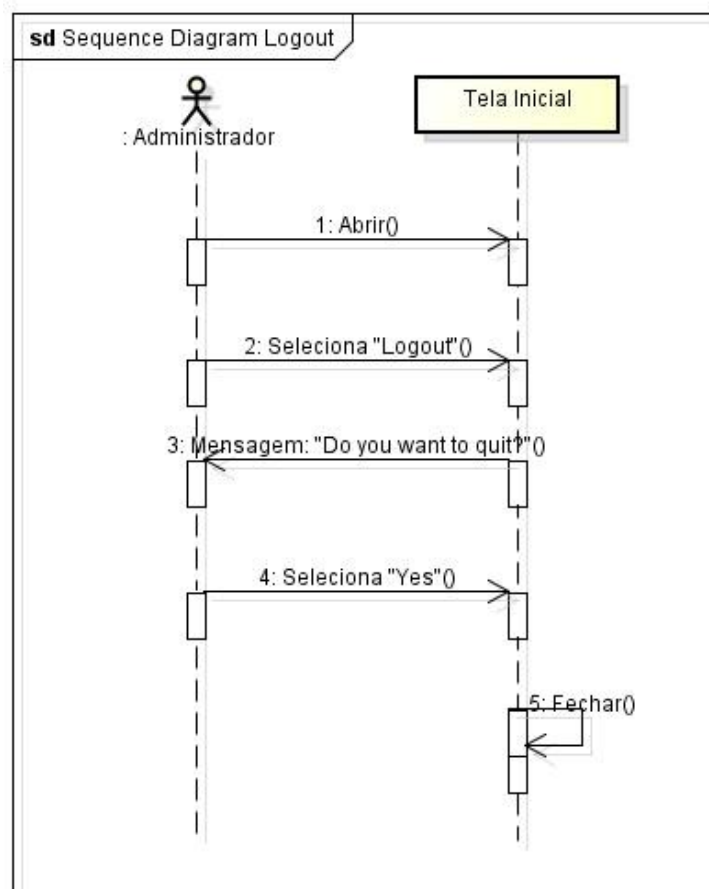 sd Sequence Diagram Logout
: Administrador
Tela Inicial
1: Abrir()
2: Seleciona "Logout"()
3: Mensagem: "Do you want to quit?"()
4: Seleciona "Yes"()
5: Fechar()